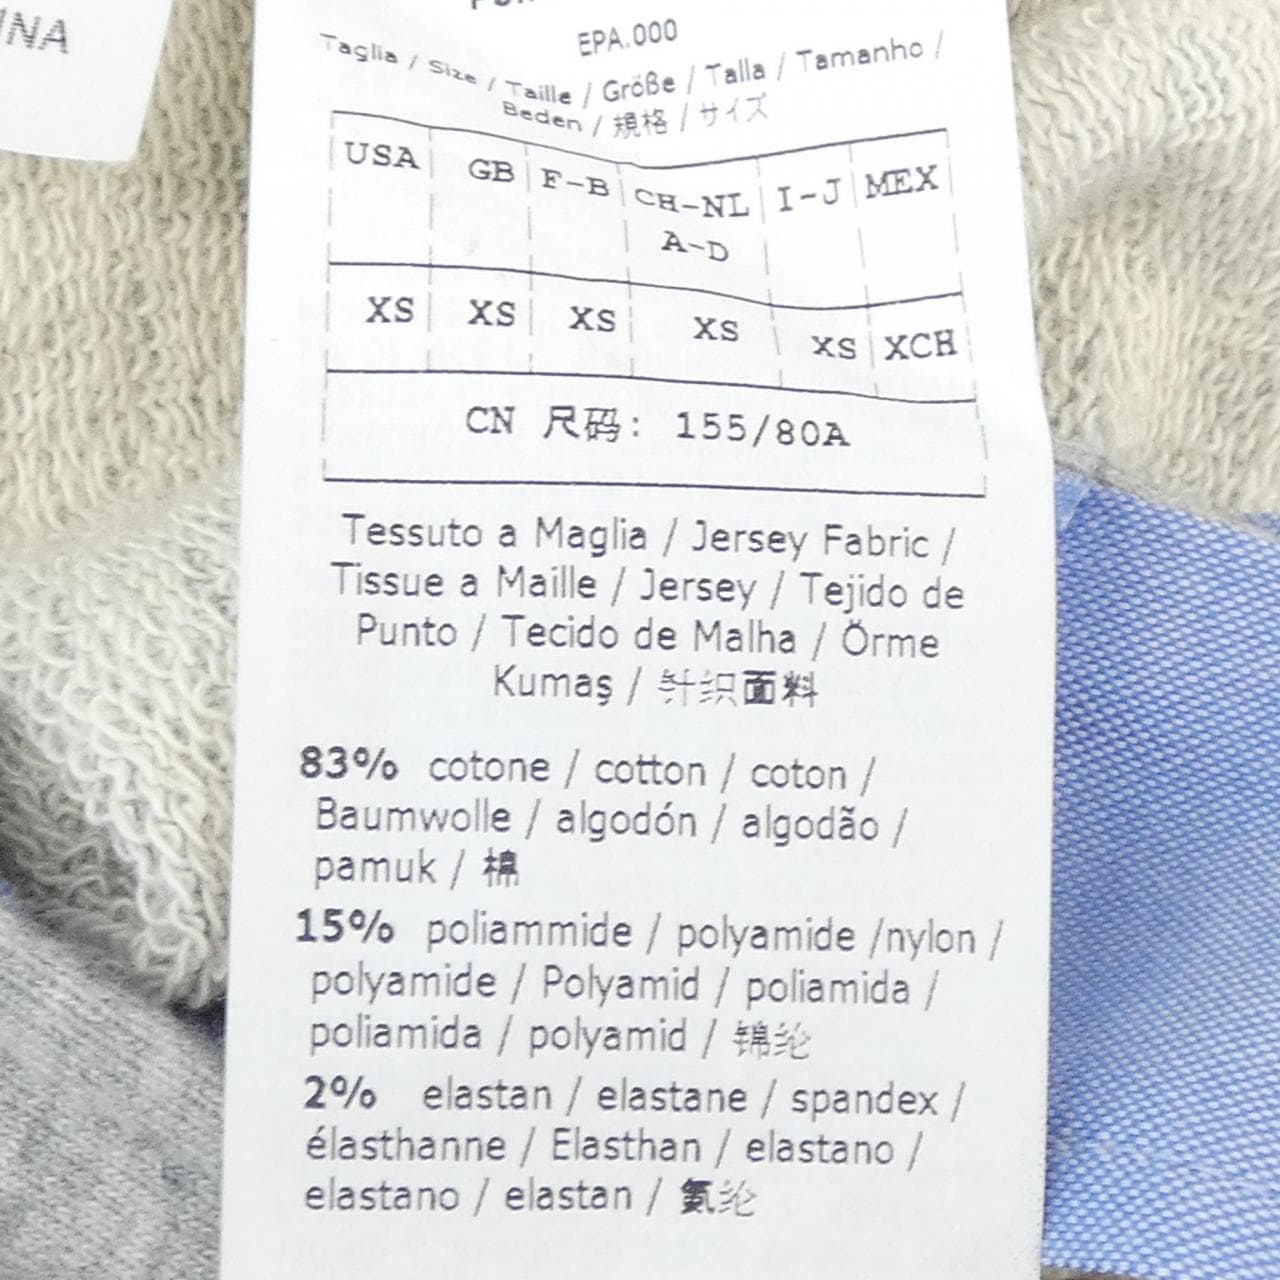 EPA.000
Taglia / Size / Taille / Größe / Talla / Tamanho /
Beden / 規格 / サイズ
USA GB F-B CH-NL I-J MEX
A-D
XS XS XS XS XS XCH
CN 尺码: 155/80A
Tessuto a Maglia / Jersey Fabric /
Tissue a Maille / Jersey / Tejido de
Punto / Tecido de Malha / Örme
Kumaş / 针织面料
83% cotone / cotton / coton /
Baumwolle / algodón / algodão /
pamuk / 棉
15% poliammide / polyamide /nylon /
polyamide / Polyamid / poliamida /
poliamida / polyamid / 锦纶
2% elastan / elastane / spandex /
élasthanne / Elasthan / elastano /
elastano / elastan / 氨纶